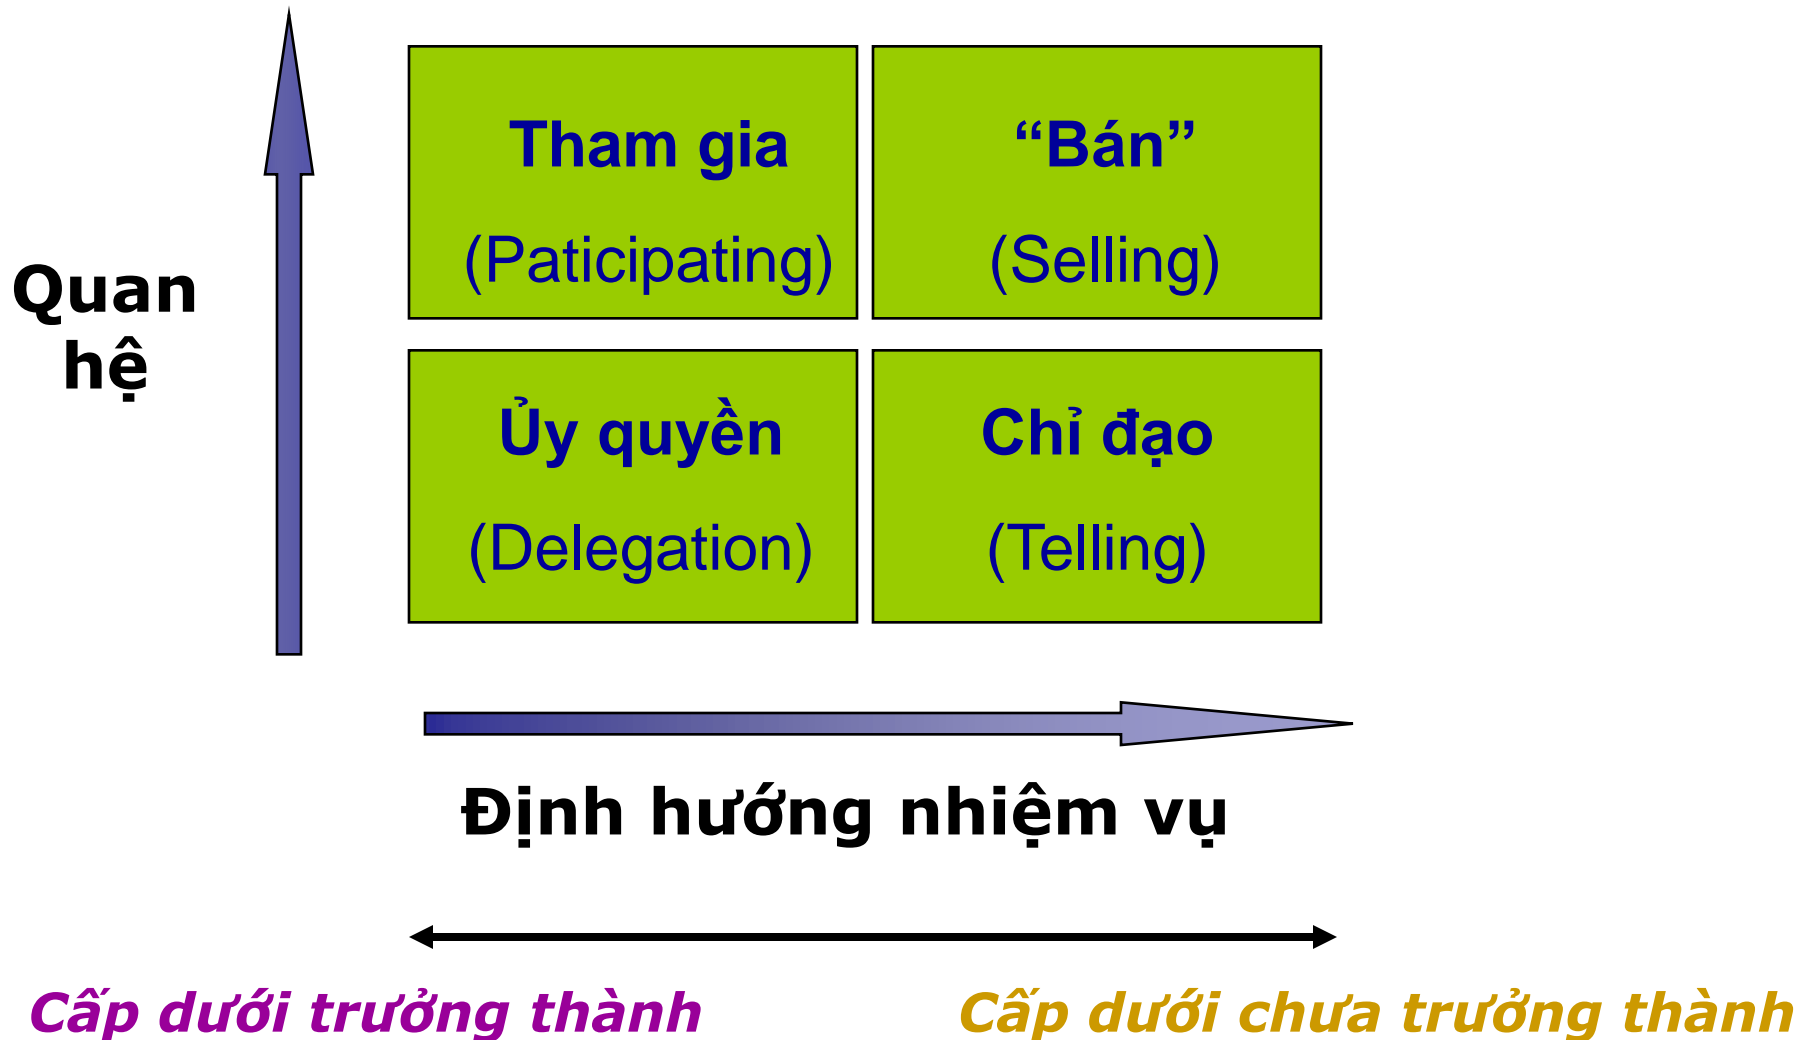 Tham gia
(Paticipating)
“Bán”
(Selling)
Quan
hệ
Ủy quyền
(Delegation)
Chỉ đạo
(Telling)
Định hướng nhiệm vụ
Cấp dưới trưởng thành
Cấp dưới chưa trưởng thành